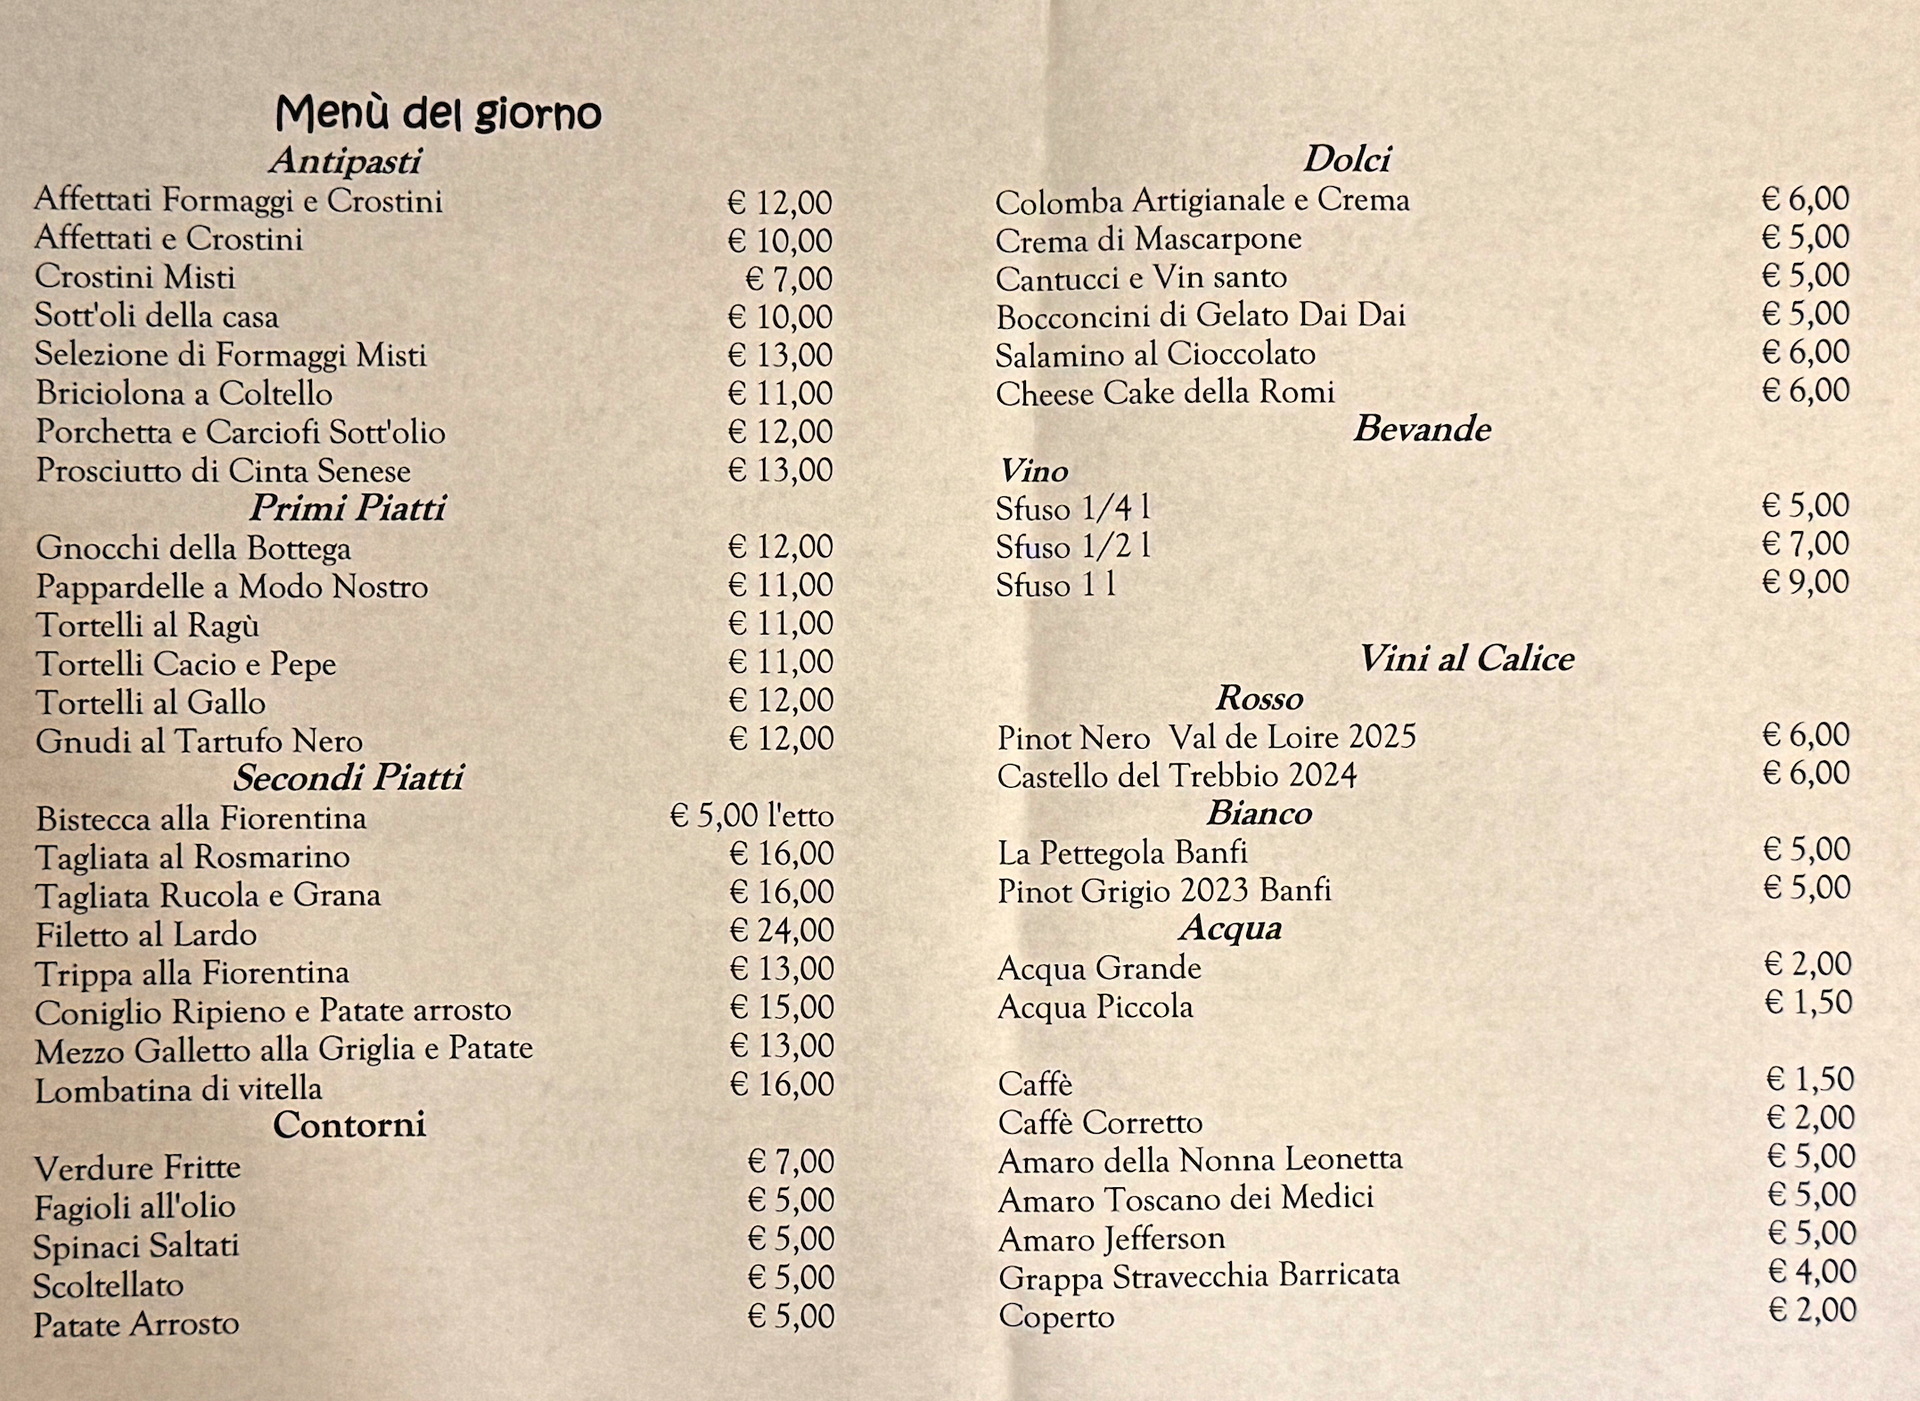 Menù del giorno
Antipasti
Affettati Formaggi e Crostini € 12,00
Affettati e Crostini € 10,00
Crostini Misti € 7,00
Sott'oli della casa € 10,00
Selezione di Formaggi Misti € 13,00
Briciolona a Coltello € 11,00
Porchetta e Carciofi Sott'olio € 12,00
Prosciutto di Cinta Senese € 13,00
Primi Piatti
Gnocchi della Bottega € 12,00
Pappardelle a Modo Nostro € 11,00
Tortelli al Ragù € 11,00
Tortelli Cacio e Pepe € 11,00
Tortelli al Gallo € 12,00
Gnudi al Tartufo Nero € 12,00
Secondi Piatti
Bistecca alla Fiorentina € 5,00 l'etto
Tagliata al Rosmarino € 16,00
Tagliata Rucola e Grana € 16,00
Filetto al Lardo € 24,00
Trippa alla Fiorentina € 13,00
Coniglio Ripieno e Patate arrosto € 15,00
Mezzo Galletto alla Griglia e Patate € 13,00
Lombatina di vitella € 16,00
Contorni
Verdure Fritte € 7,00
Fagioli all'olio € 5,00
Spinaci Saltati € 5,00
Scoltellato € 5,00
Patate Arrosto € 5,00
Dolci
Colomba Artigianale e Crema € 6,00
Crema di Mascarpone € 5,00
Cantucci e Vin santo € 5,00
Bocconcini di Gelato Dai Dai € 5,00
Salamino al Cioccolato € 6,00
Cheese Cake della Romi € 6,00
Bevande
Vino
Sfuso 1/4 l € 5,00
Sfuso 1/2 l € 7,00
Sfuso 1 l € 9,00
Vini al Calice
Rosso
Pinot Nero Val de Loire 2025 € 6,00
Castello del Trebbio 2024 € 6,00
Bianco
La Pettegola Banfi € 5,00
Pinot Grigio 2023 Banfi € 5,00
Acqua
Acqua Grande € 2,00
Acqua Piccola € 1,50
Caffè € 1,50
Caffè Corretto € 2,00
Amaro della Nonna Leonetta € 5,00
Amaro Toscano dei Medici € 5,00
Amaro Jefferson € 5,00
Grappa Stravecchia Barricata € 4,00
Coperto € 2,00